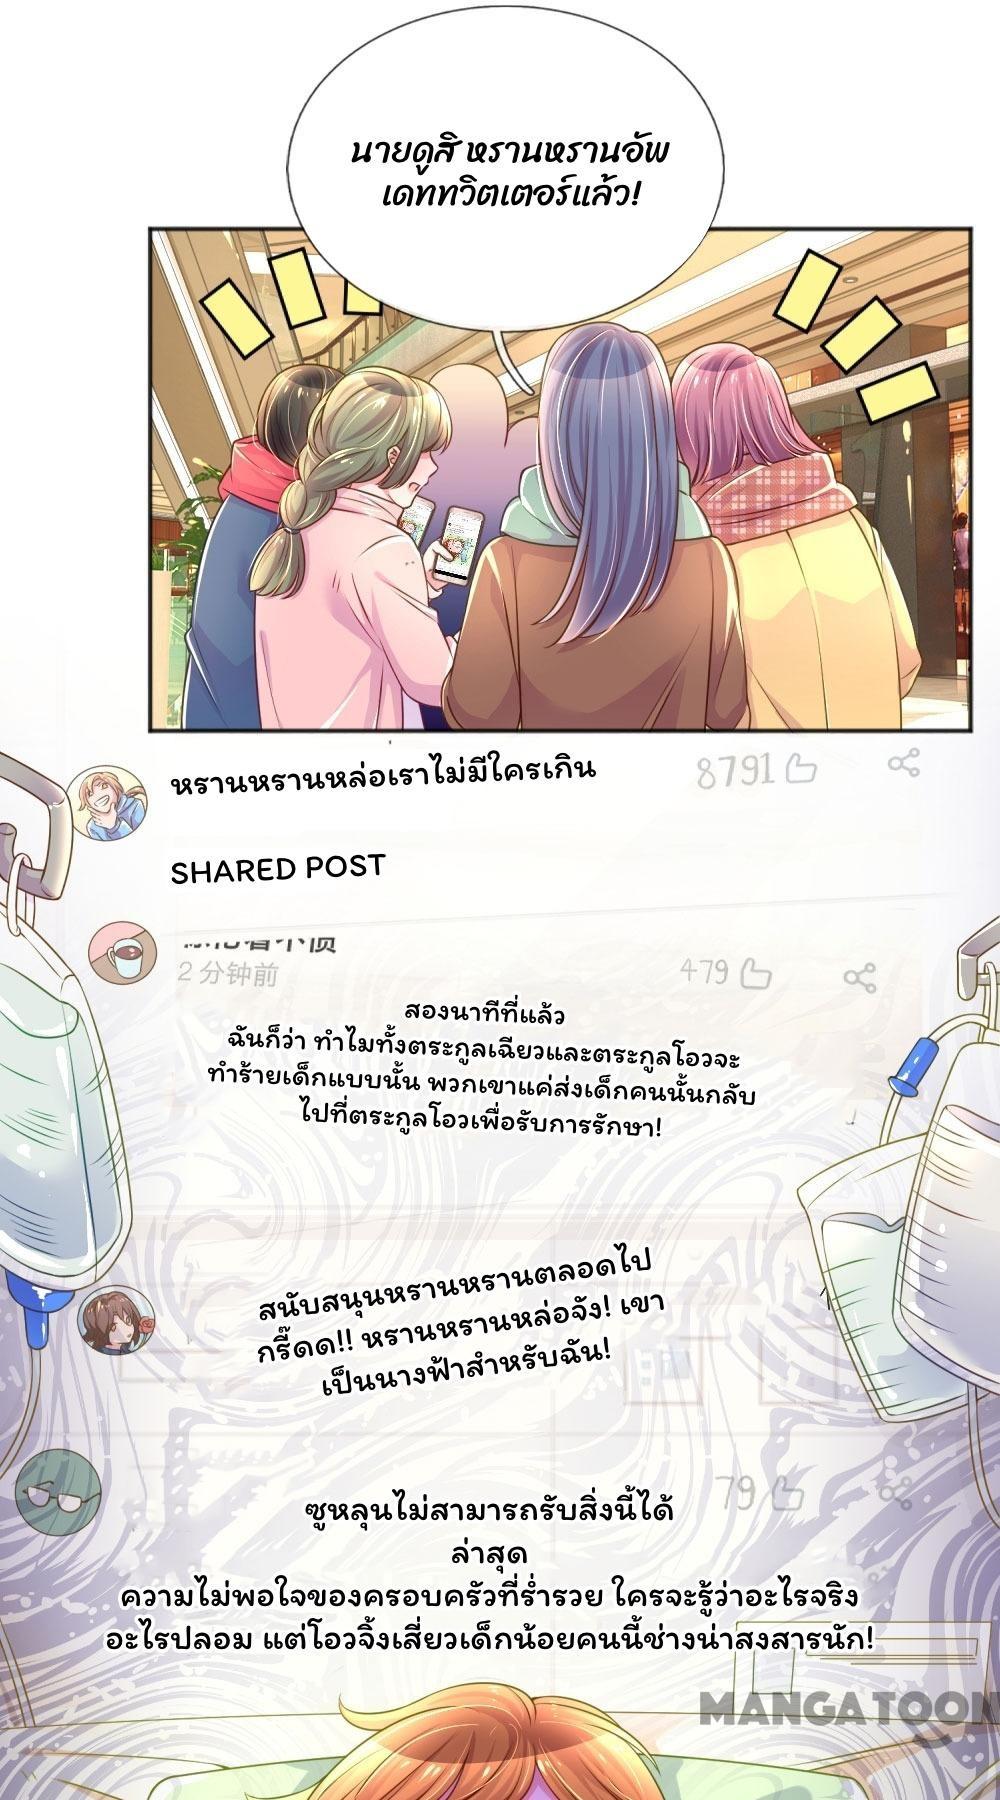 นายดูสิ หรานหรานอัพ
เดททวิตเตอร์แล้ว!
หรานหรานหล่อเราไม่มีใครเกิน
8791
SHARED POST
2分钟前
479
สองนาทีที่แล้ว
ฉันก็ว่า ทำไมทั้งตระกูลเฉียวและตระกูลโอวจะ
ทำร้ายเด็กแบบนั้น พวกเขาแค่ส่งเด็กคนนั้นกลับ
ไปที่ตระกูลโอวเพื่อรับการรักษา!
สนับสนุนหรานหรานตลอดไป
กรี๊ดด!! หรานหรานหล่อจัง! เขา
เป็นนางฟ้าสำหรับฉัน!
79
ซูหลุนไม่สามารถรับสิ่งนี้ได้
ล่าสุด
ความไม่พอใจของครอบครัวที่ร่ำรวย ใครจะรู้ว่าอะไรจริง
อะไรปลอม แต่โอวจิ้งเสี่ยวเด็กน้อยคนนี้ช่างน่าสงสารนัก!
MANGATOON